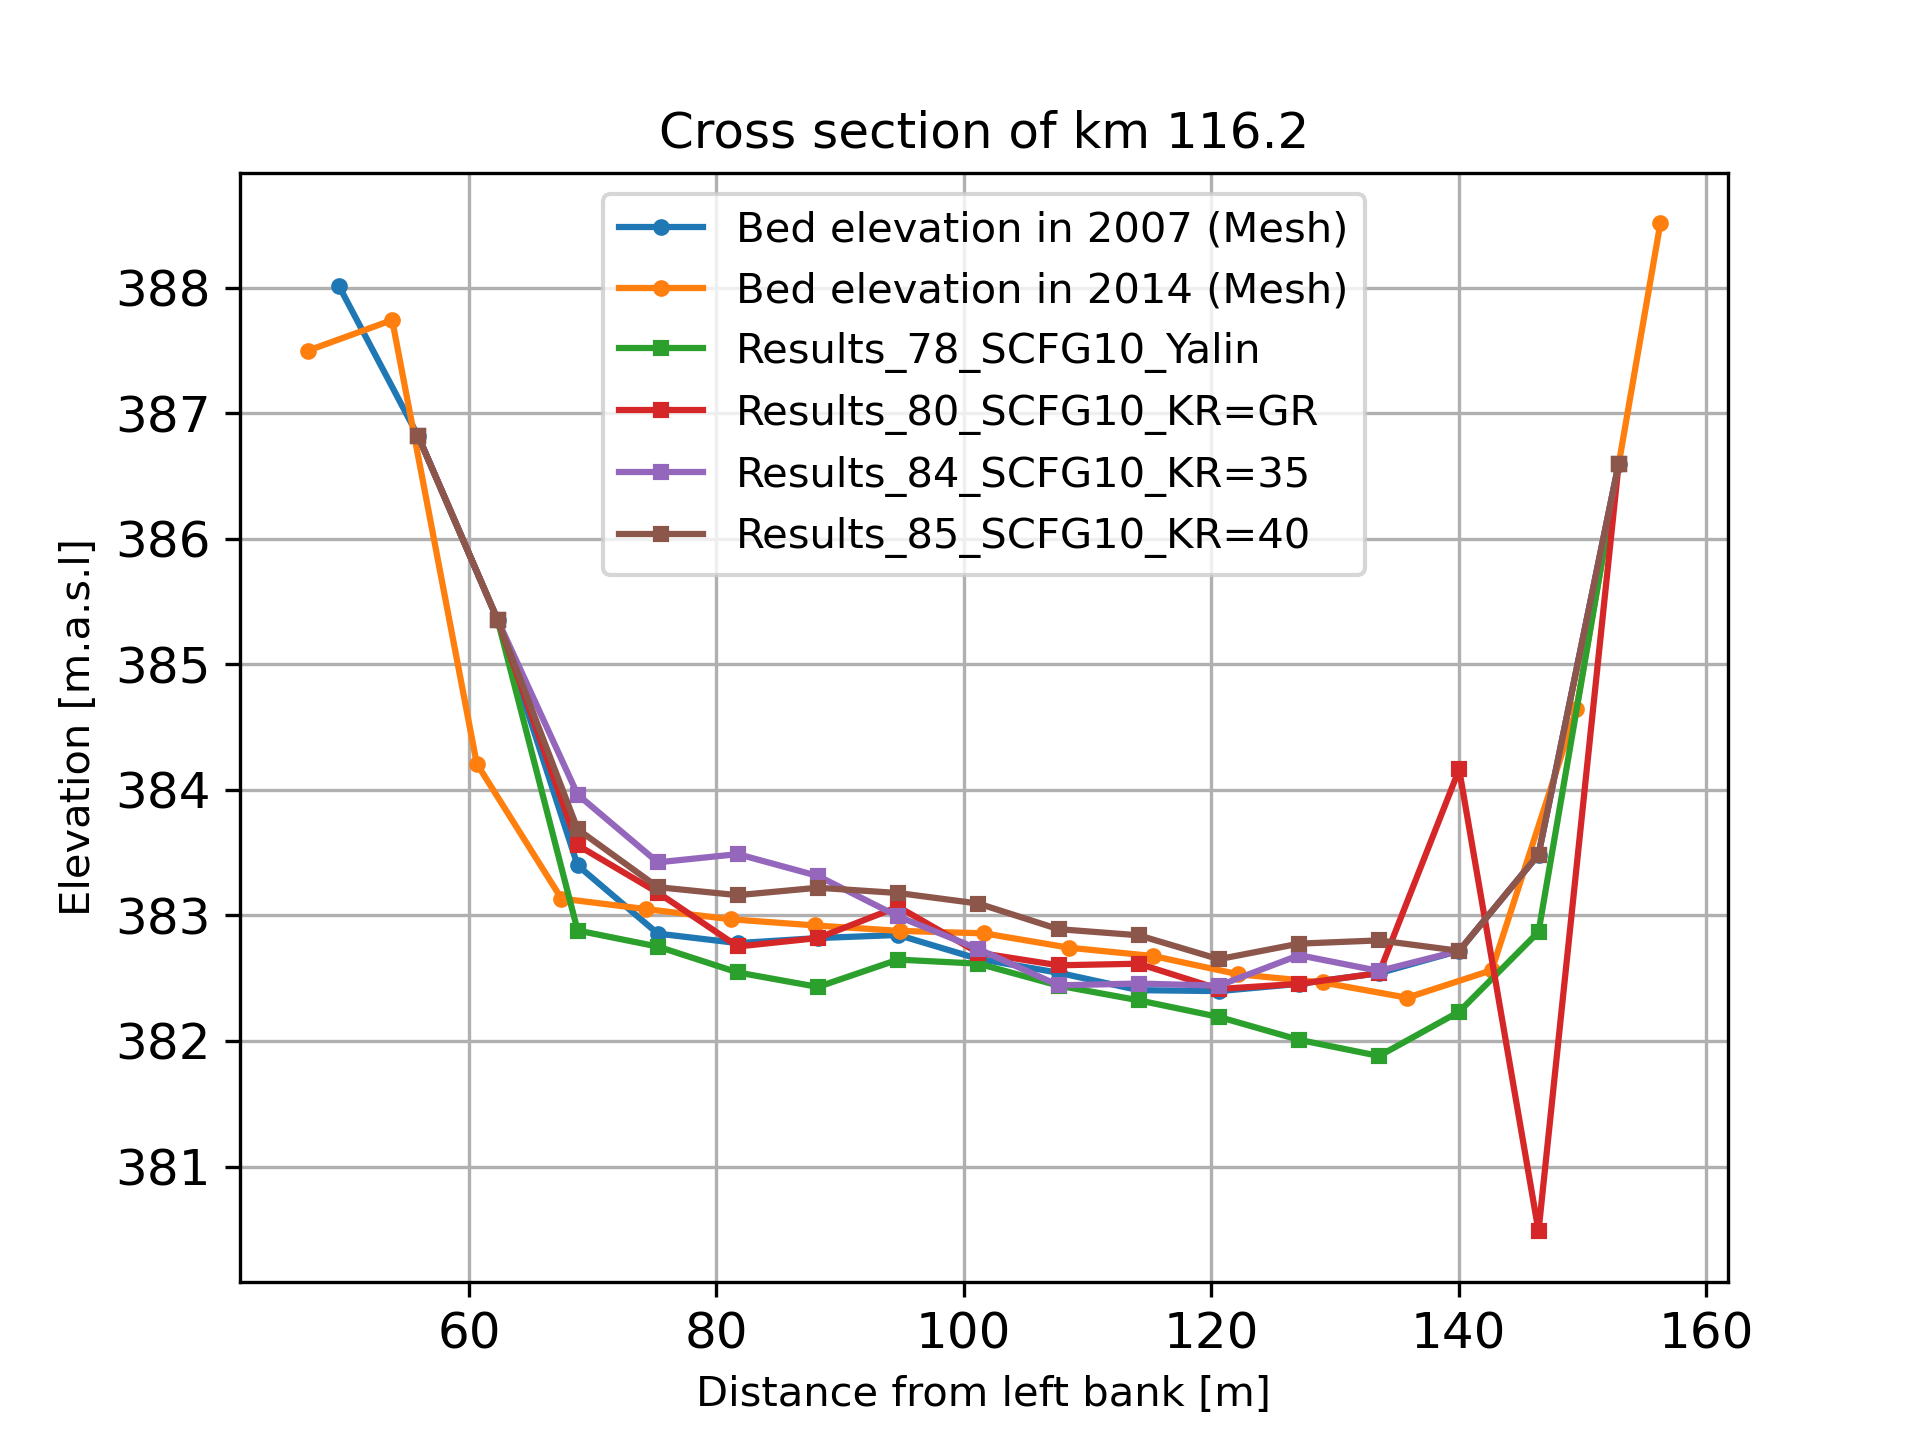 Cross section of km 116.2
Bed elevation in 2007 (Mesh)
Bed elevation in 2014 (Mesh)
Results_78_SCFG10_Yalin
Results_80_SCFG10_KR=GR
Results_84_SCFG10_KR=35
Results_85_SCFG10_KR=40
Elevation [m.a.s.l]
388
387
386
385
384
383
382
381
60 80 100 120 140 160
Distance from left bank [m]